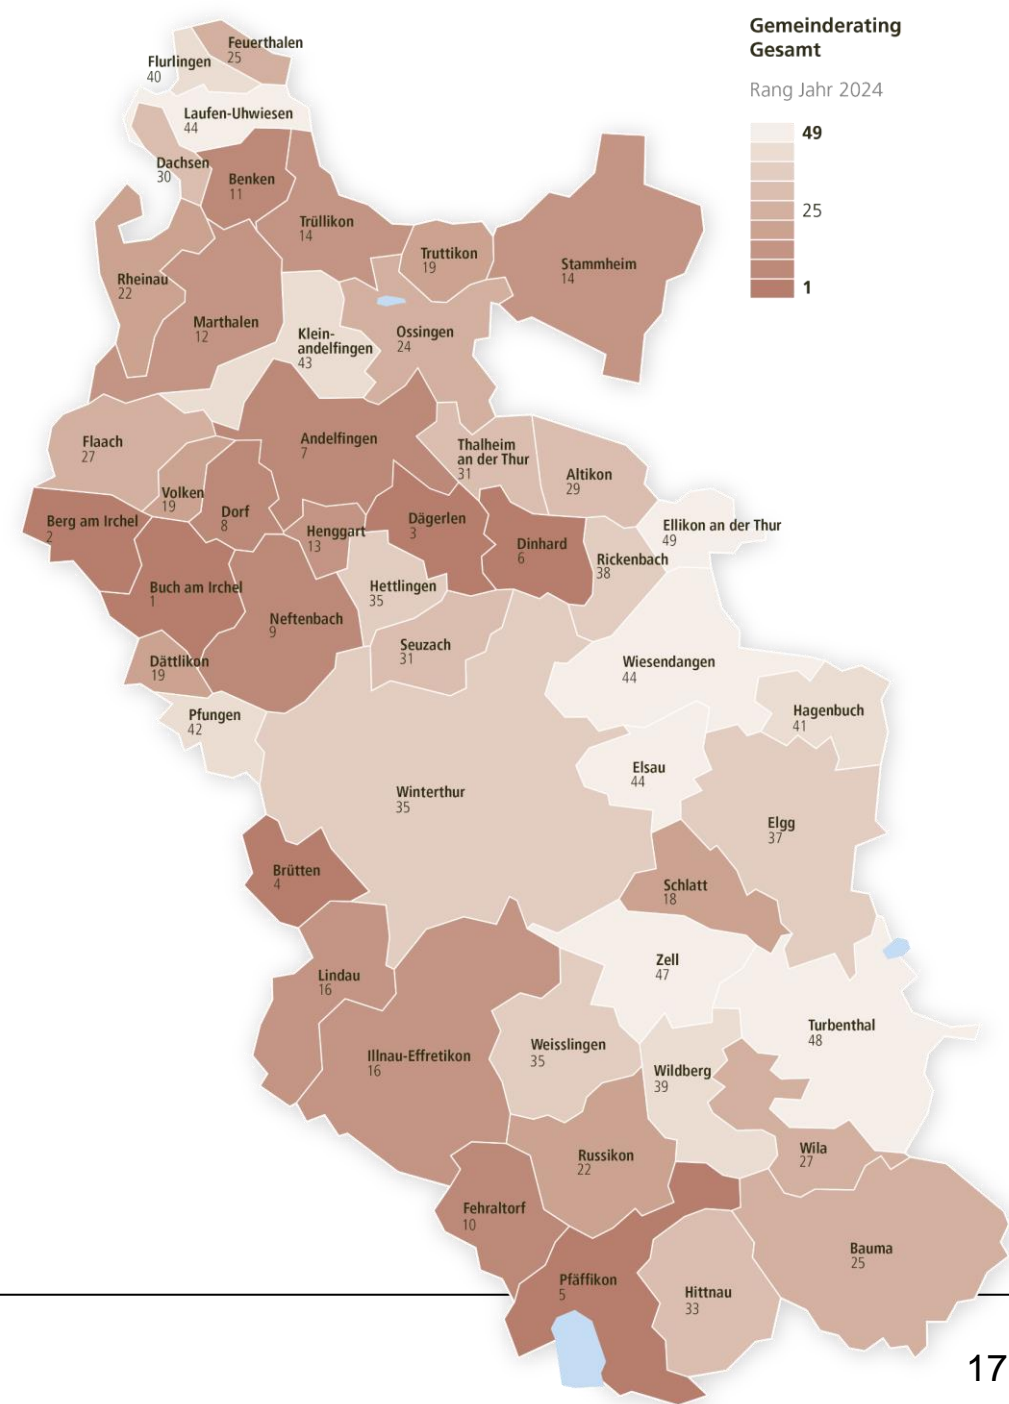 Gemeinderating
Gesamt
Rang Jahr 2024
49
25
1
Feuerthalen
25
Flurlingen
40
Laufen-Uhwiesen
44
Dachsen
30
Benken
11
Trüllikon
14
Truttikon
19
Stammheim
14
Rheinau
22
Marthalen
12
Klein-
andelfingen
43
Ossingen
24
Flaach
27
Andelfingen
7
Thalheim
an der Thur
31
Altikon
29
Volken
19
Dorf
8
Berg am Irchel
2
Henggart
13
Dägerlen
3
Dinhard
6
Ellikon an der Thur
49
Rickenbach
38
Buch am Irchel
1
Hettlingen
35
Neftenbach
9
Seuzach
31
Dättlikon
19
Wiesendangen
44
Pfungen
42
Hagenbuch
41
Elsau
44
Winterthur
35
Elgg
37
Brütten
4
Schlatt
18
Zell
47
Lindau
16
Turbenthal
48
Illnau-Effretikon
16
Weisslingen
35
Wildberg
39
Russikon
22
Wila
27
Fehraltorf
10
Bauma
25
Pfäffikon
5
Hittnau
33
17